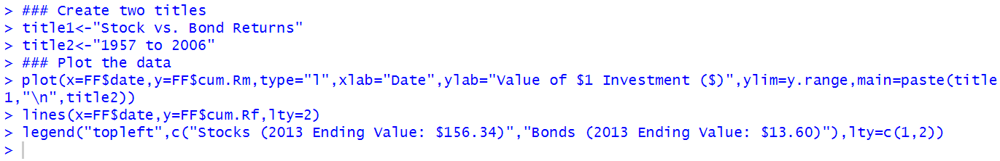 > ### Create two titles
> title1<-"Stock vs. Bond Returns"
> title2<-"1957 to 2006"
> ### Plot the data
> plot(x=FF$date,y=FF$cum.Rm,type="l",xlab="Date",ylab="Value of $1 Investment ($)",ylim=y.range,main=paste(title
1,"\n",title2))
> lines(x=FF$date,y=FF$cum.Rf,lty=2)
> legend("topleft",c("Stocks (2013 Ending Value: $156.34)","Bonds (2013 Ending Value: $13.60)"),lty=c(1,2))
>